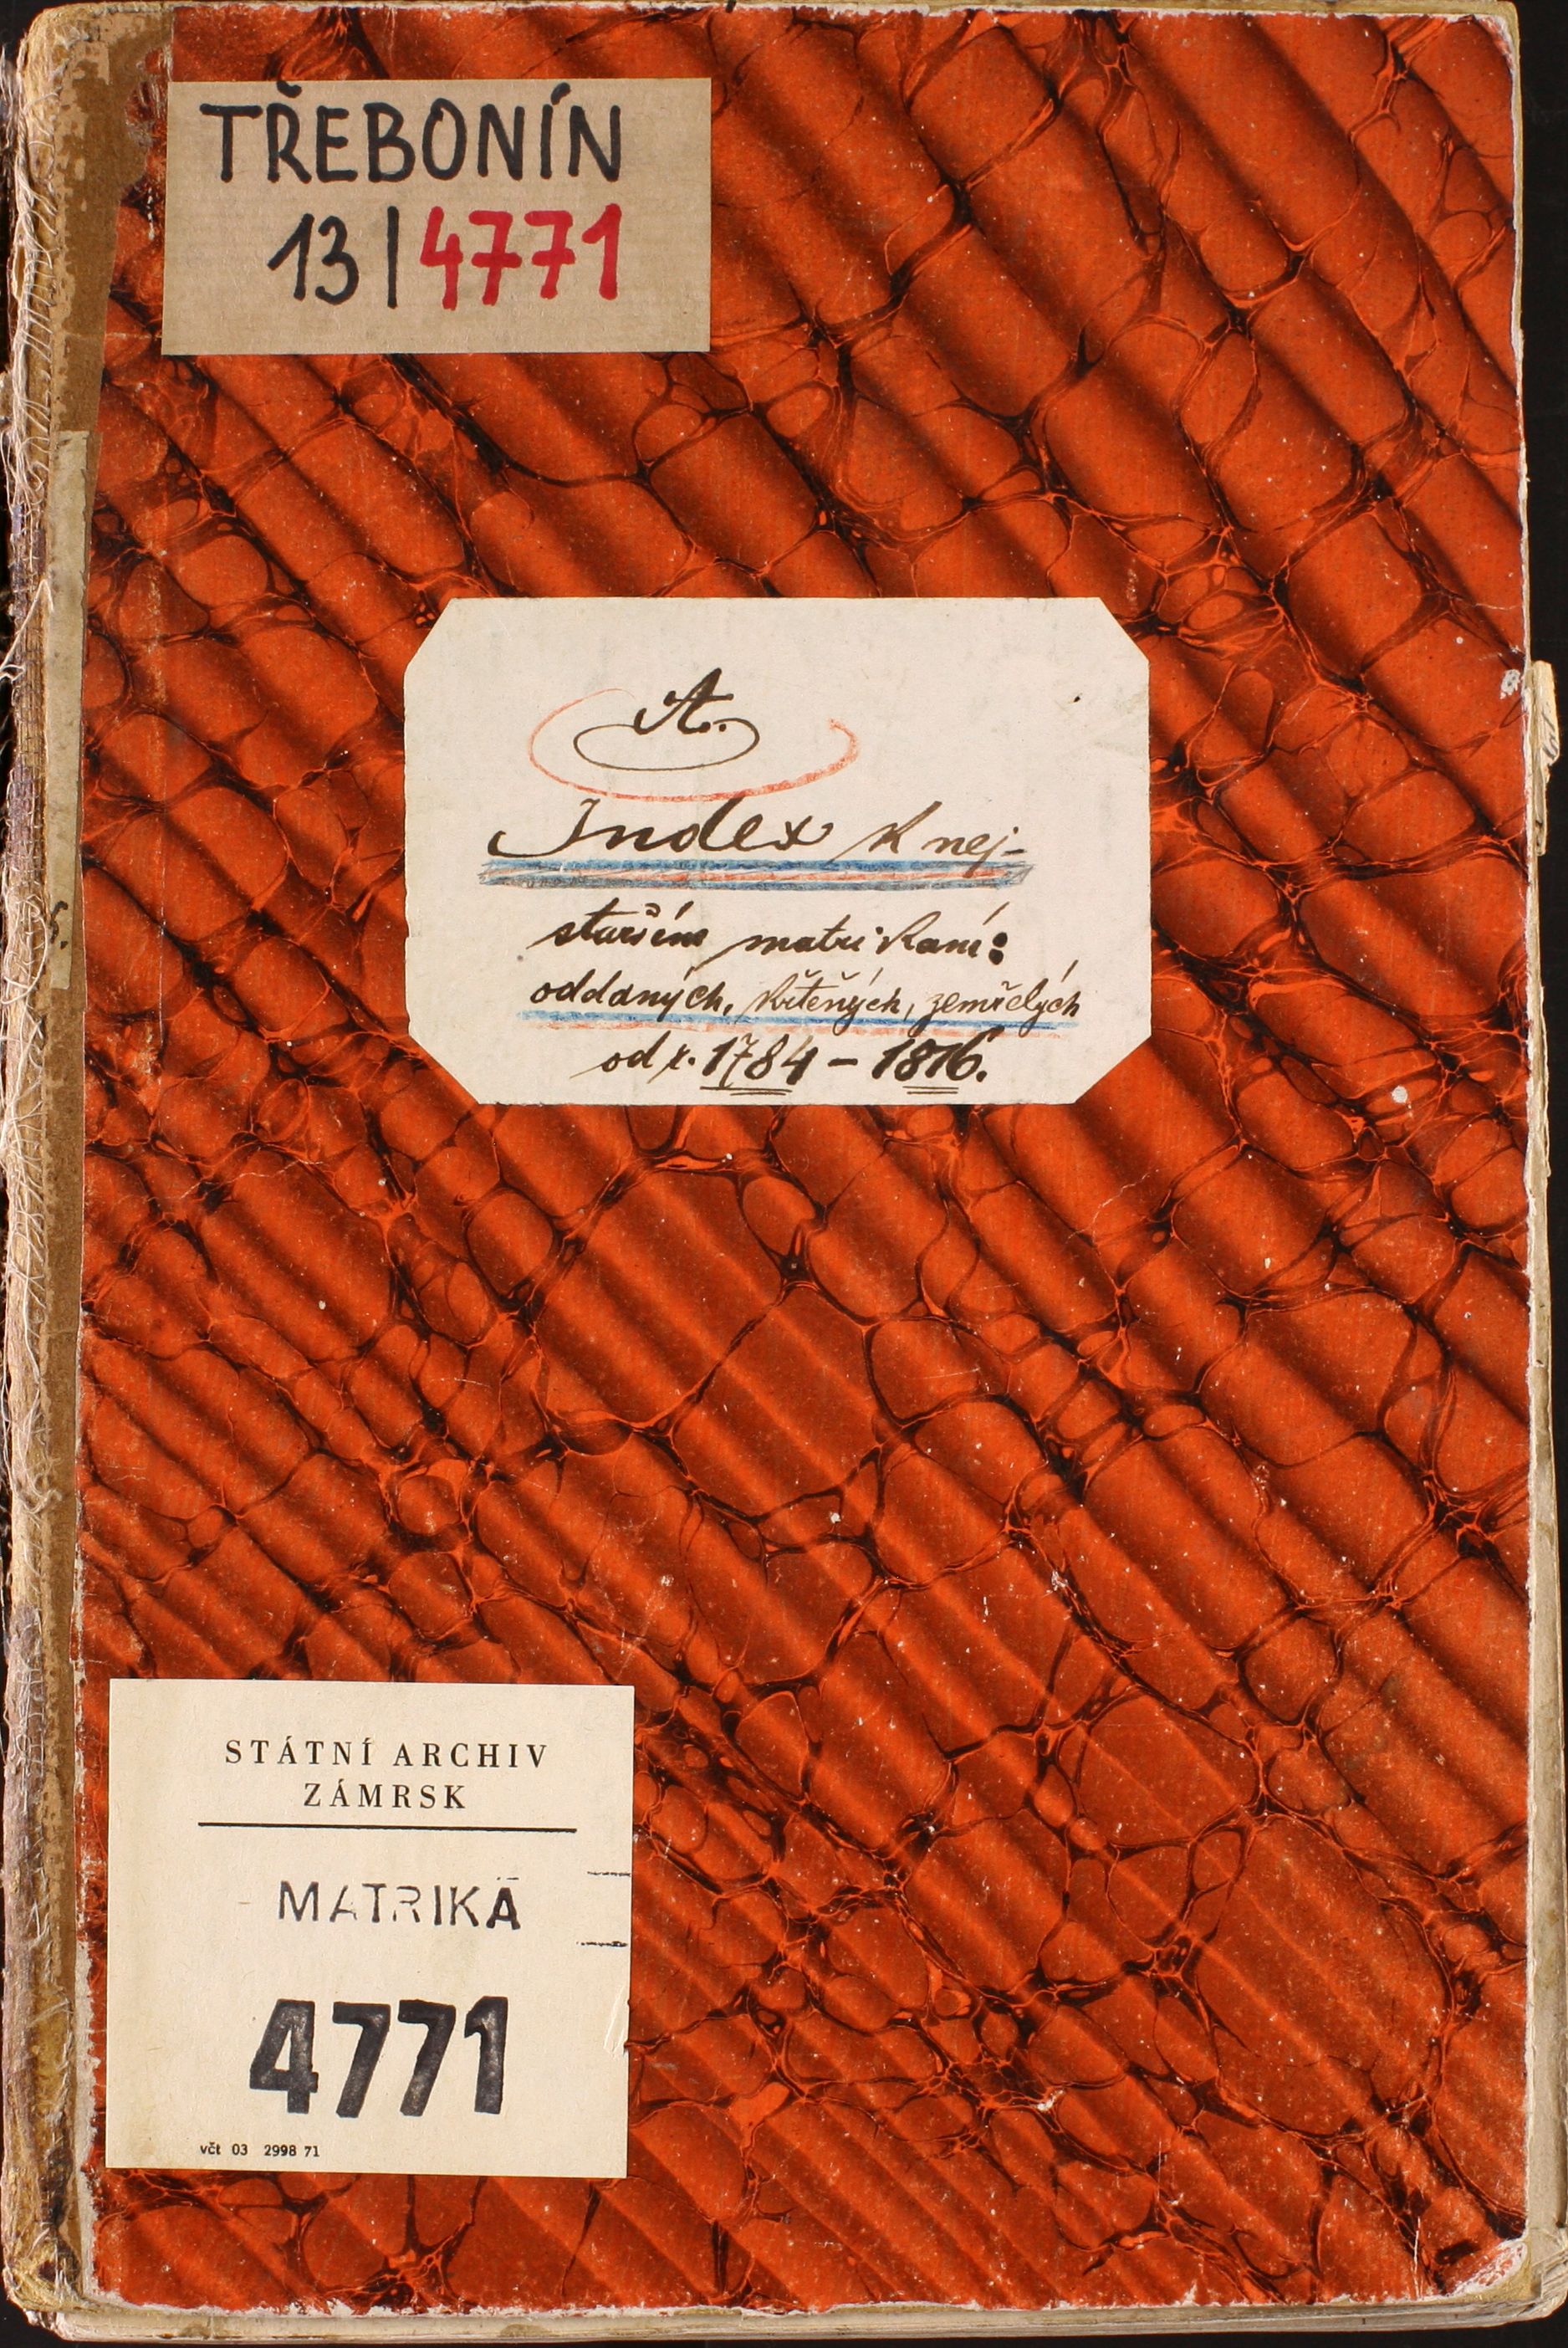 TŘEBONÍN
13|4771
A.
Index k nej-
starším matrikám:
oddaných, křtěných, zemřelých
od r. 1784 – 1816.
STÁTNÍ ARCHIV
ZÁMRSK
MATRIKA
4771
včt 03 2998 71